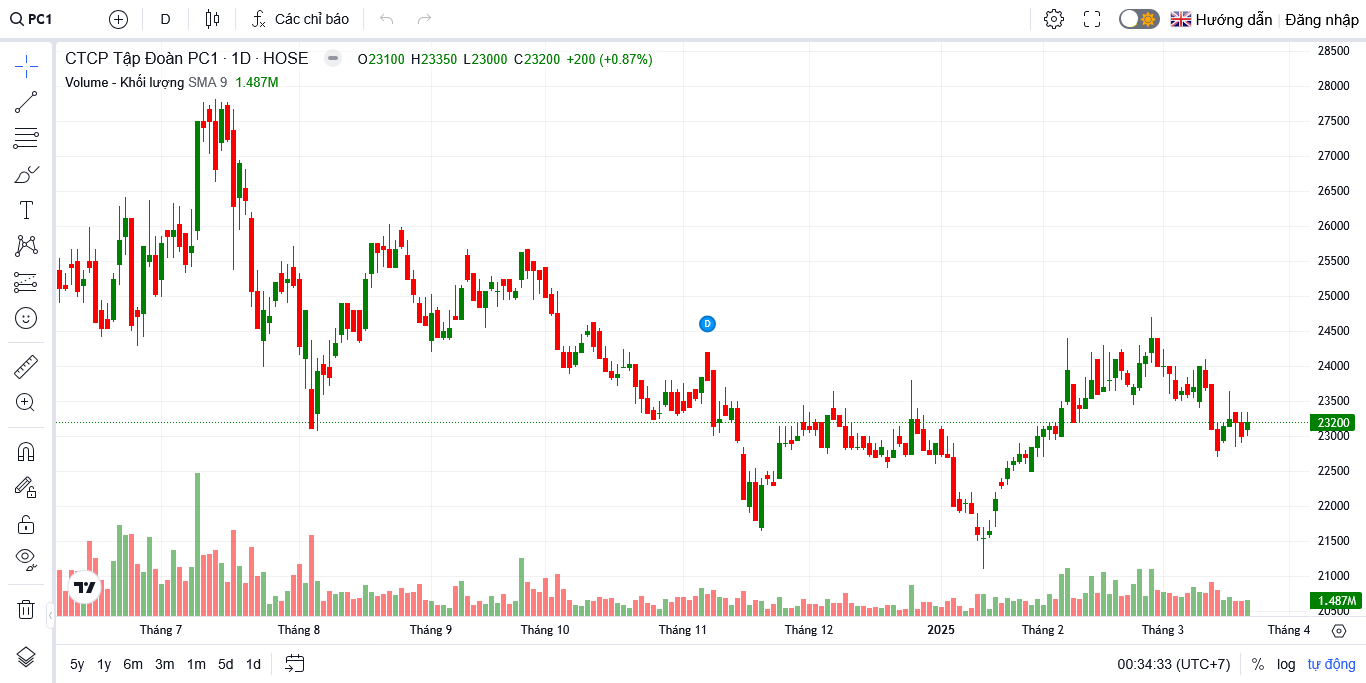 PC1 D Các chỉ báo Hướng dẫn Đăng nhập
CTCP Tập Đoàn PC1 · 1D · HOSE O23100 H23350 L23000 C23200 +200 (+0.87%)
Volume - Khối lượng SMA 9 1.487M
28500
28000
27500
27000
26500
26000
25500
25000
24500
D
24000
23500
23200
23000
22500
22000
21500
21000
1.487M
20500
Tháng 7 Tháng 8 Tháng 9 Tháng 10 Tháng 11 Tháng 12 2025 Tháng 2 Tháng 3 Tháng 4
5y 1y 6m 3m 1m 5d 1d 00:34:33 (UTC+7) % log tự động